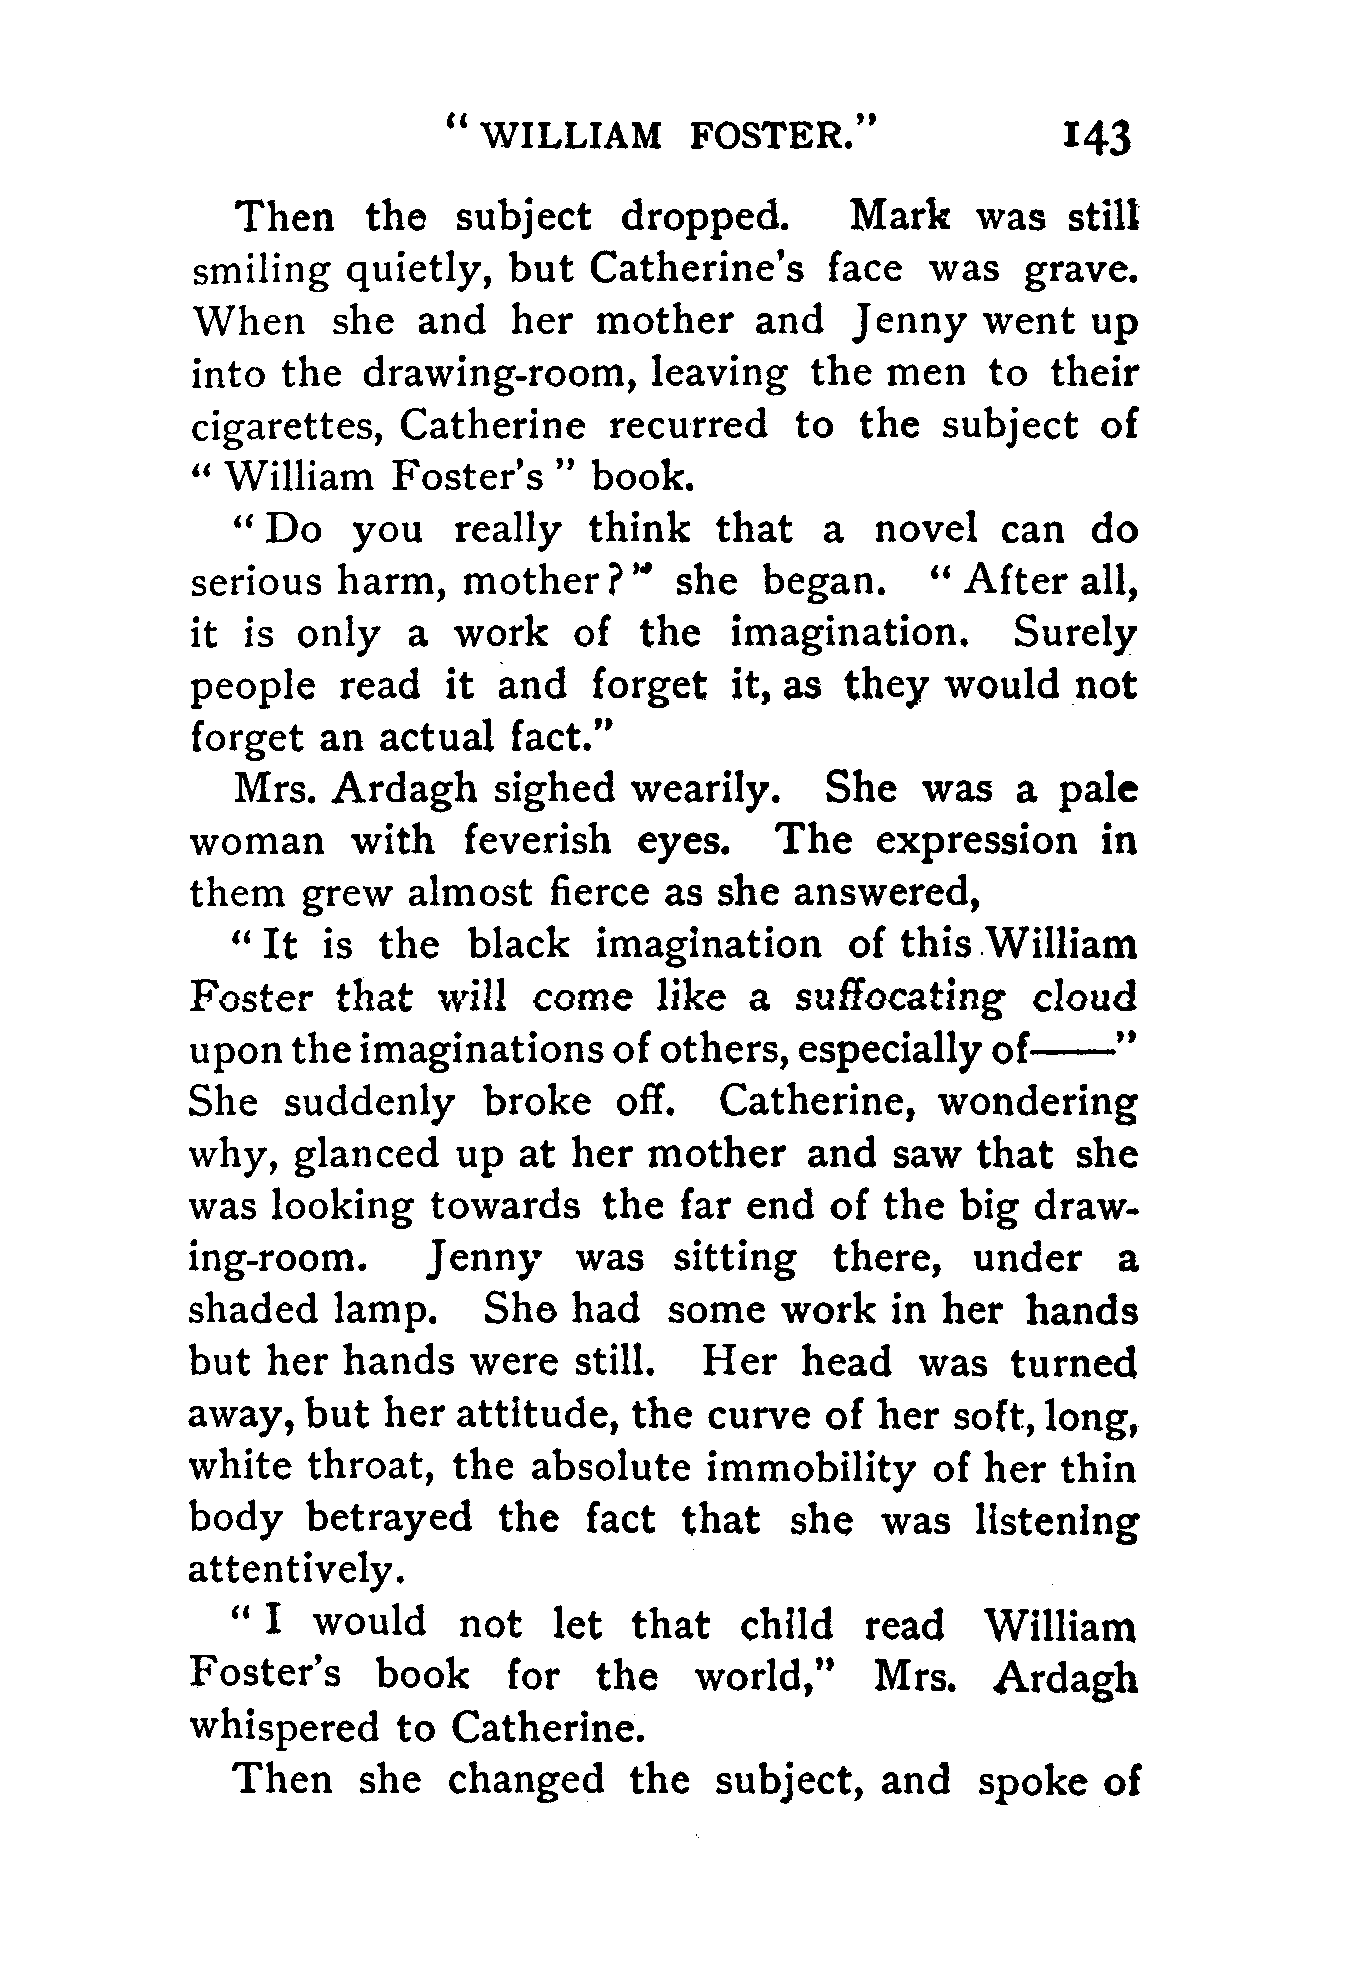 "WILLIAM FOSTER." 143
Then the subject dropped. Mark was still
smiling quietly, but Catherine's face was grave.
When she and her mother and Jenny went up
into the drawing-room, leaving the men to their
cigarettes, Catherine recurred to the subject of
"William Foster's" book.
"Do you really think that a novel can do
serious harm, mother?" she began. "After all,
it is only a work of the imagination. Surely
people read it and forget it, as they would not
forget an actual fact."
Mrs. Ardagh sighed wearily. She was a pale
woman with feverish eyes. The expression in
them grew almost fierce as she answered,
"It is the black imagination of this William
Foster that will come like a suffocating cloud
upon the imaginations of others, especially of——"
She suddenly broke off. Catherine, wondering
why, glanced up at her mother and saw that she
was looking towards the far end of the big draw-
ing-room. Jenny was sitting there, under a
shaded lamp. She had some work in her hands
but her hands were still. Her head was turned
away, but her attitude, the curve of her soft, long,
white throat, the absolute immobility of her thin
body betrayed the fact that she was listening
attentively.
"I would not let that child read William
Foster's book for the world," Mrs. Ardagh
whispered to Catherine.
Then she changed the subject, and spoke of